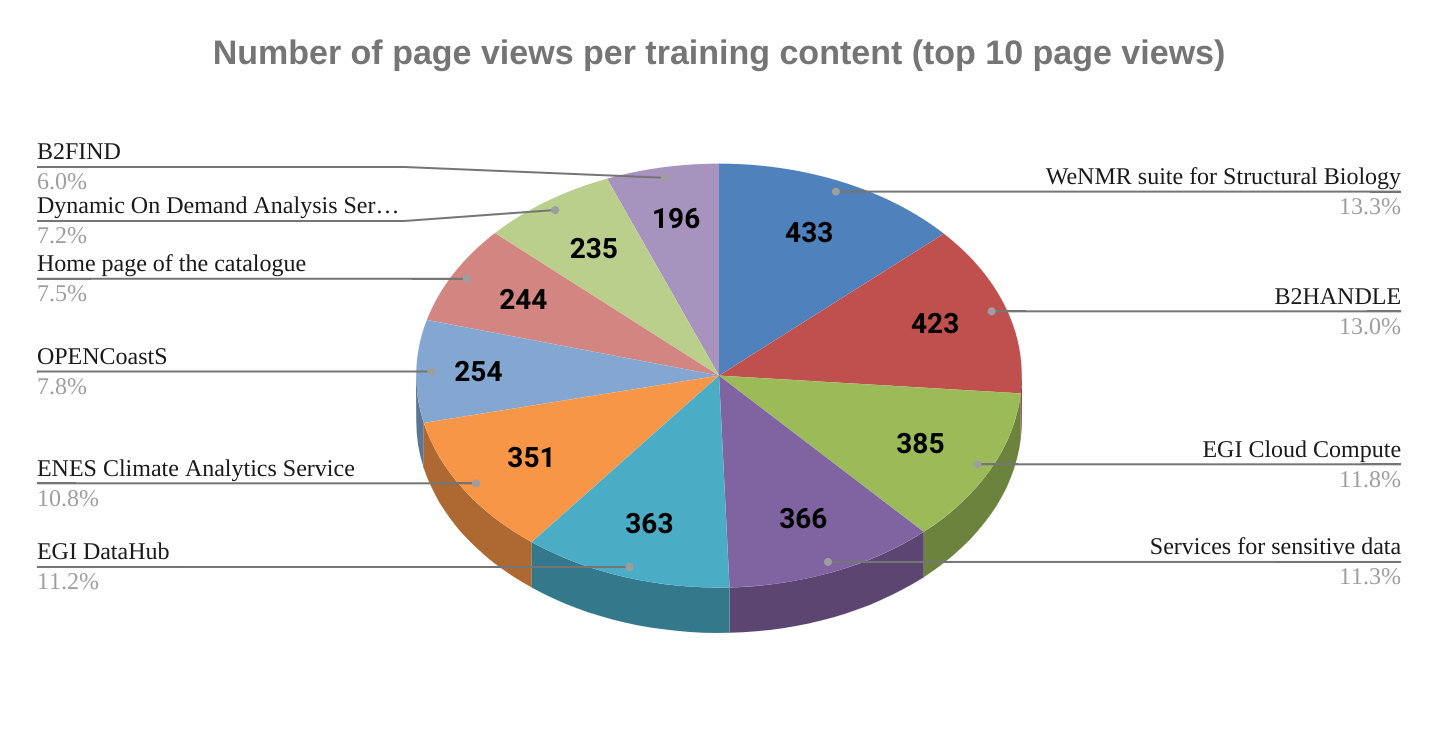 Number of page views per training content (top 10 page views)
B2FIND
6.0%
Dynamic On Demand Analysis Ser…
7.2%
Home page of the catalogue
7.5%
OPENCoastS
7.8%
ENES Climate Analytics Service
10.8%
EGI DataHub
11.2%
WeNMR suite for Structural Biology
13.3%
B2HANDLE
13.0%
EGI Cloud Compute
11.8%
Services for sensitive data
11.3%
433
423
385
366
363
351
254
244
235
196